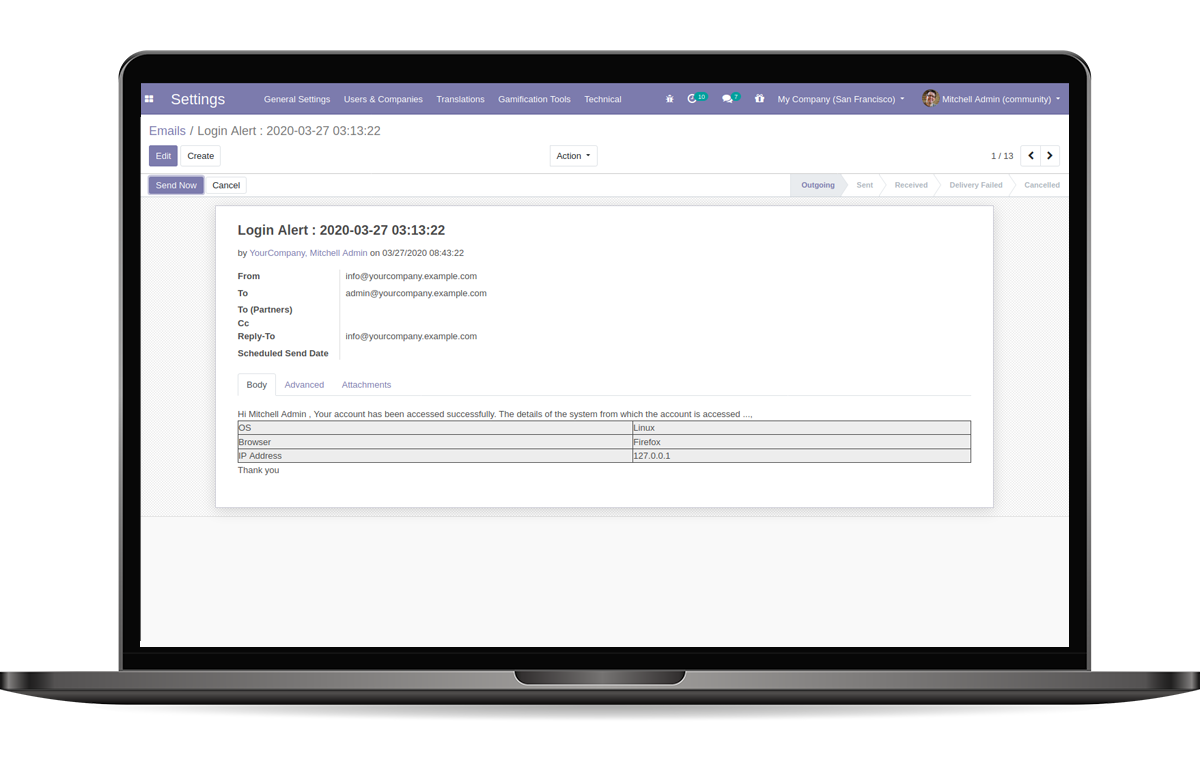 Settings General Settings Users & Companies Translations Gamification Tools Technical 10 7 My Company (San Francisco) Mitchell Admin (community)
Emails / Login Alert : 2020-03-27 03:13:22
Edit Create Action 1 / 13
Send Now Cancel Outgoing Sent Received Delivery Failed Cancelled
Login Alert : 2020-03-27 03:13:22
by YourCompany, Mitchell Admin on 03/27/2020 08:43:22
From info@yourcompany.example.com
To admin@yourcompany.example.com
To (Partners)
Cc
Reply-To info@yourcompany.example.com
Scheduled Send Date
Body Advanced Attachments
Hi Mitchell Admin , Your account has been accessed successfully. The details of the system from which the account is accessed ...,
OS Linux
Browser Firefox
IP Address 127.0.0.1
Thank you